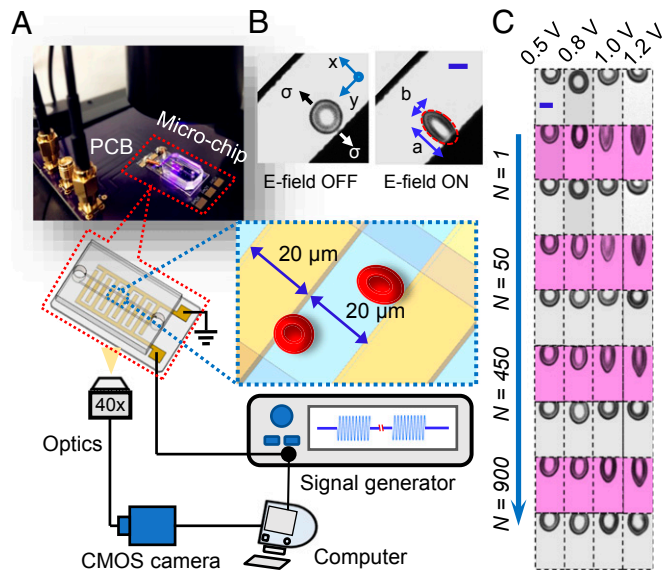 A
PCB
Micro-chip
B
x
y
σ
σ
b
a
E-field OFF
E-field ON
20 μm
20 μm
40x
Optics
Signal generator
CMOS camera
Computer
C
0.5 V
0.8 V
1.0 V
1.2 V
N = 1
N = 50
N = 450
N = 900